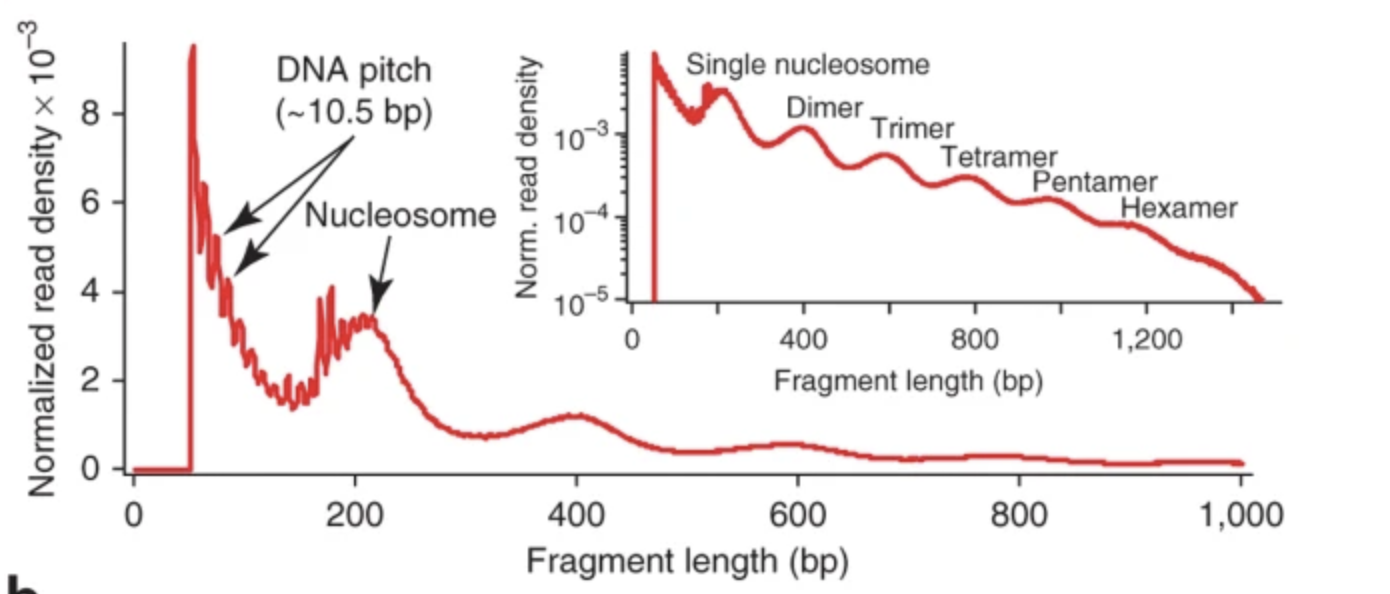 Normalized read density × 10⁻³
8
6
4
2
0
DNA pitch
(~10.5 bp)
Nucleosome
0 200 400 600 800 1,000
Fragment length (bp)
Norm. read density
10⁻³
10⁻⁴
10⁻⁵
Single nucleosome
Dimer
Trimer
Tetramer
Pentamer
Hexamer
0 400 800 1,200
Fragment length (bp)